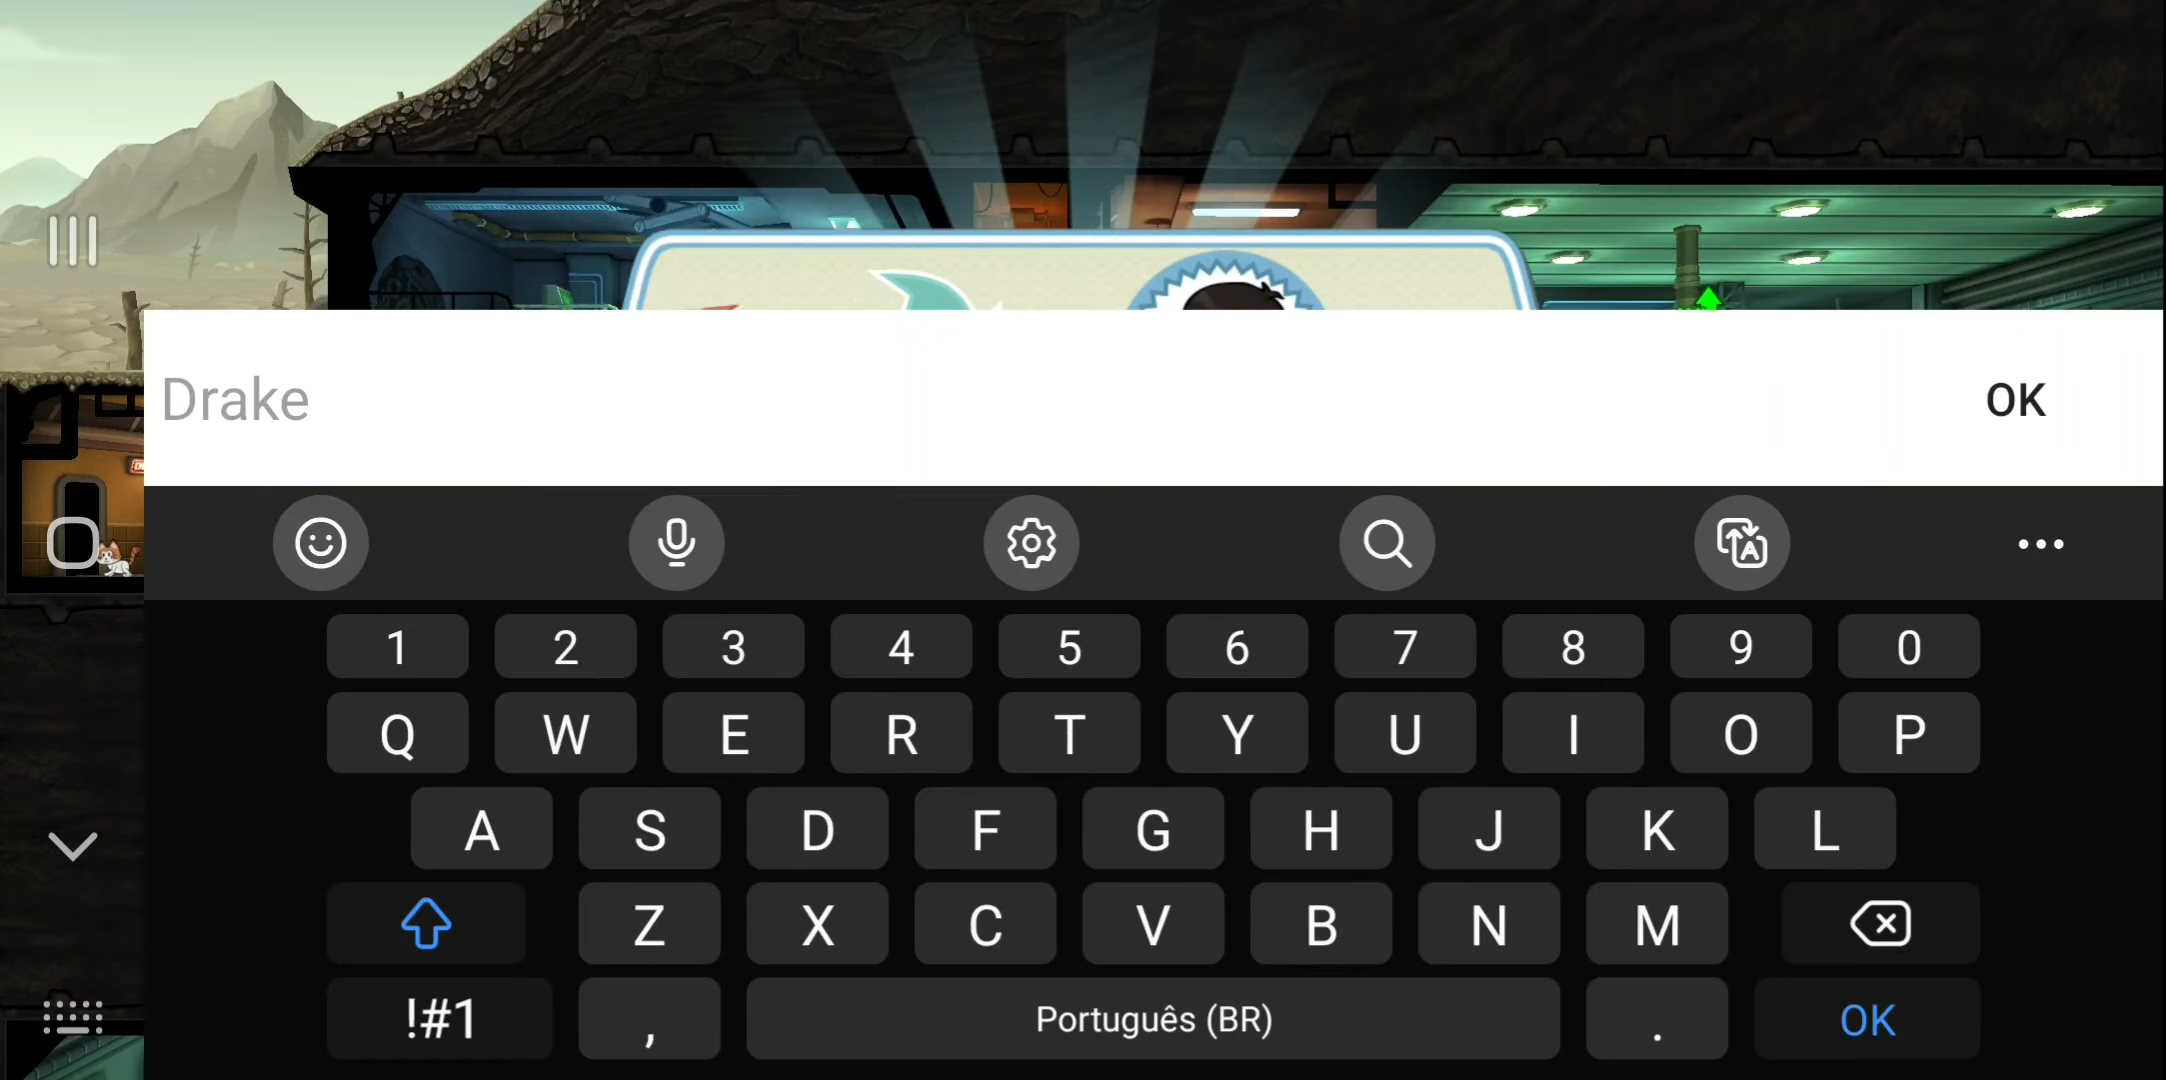 Drake
OK
1 2 3 4 5 6 7 8 9 0
Q W E R T Y U I O P
A S D F G H J K L
Z X C V B N M
!#1 , Português (BR) . OK